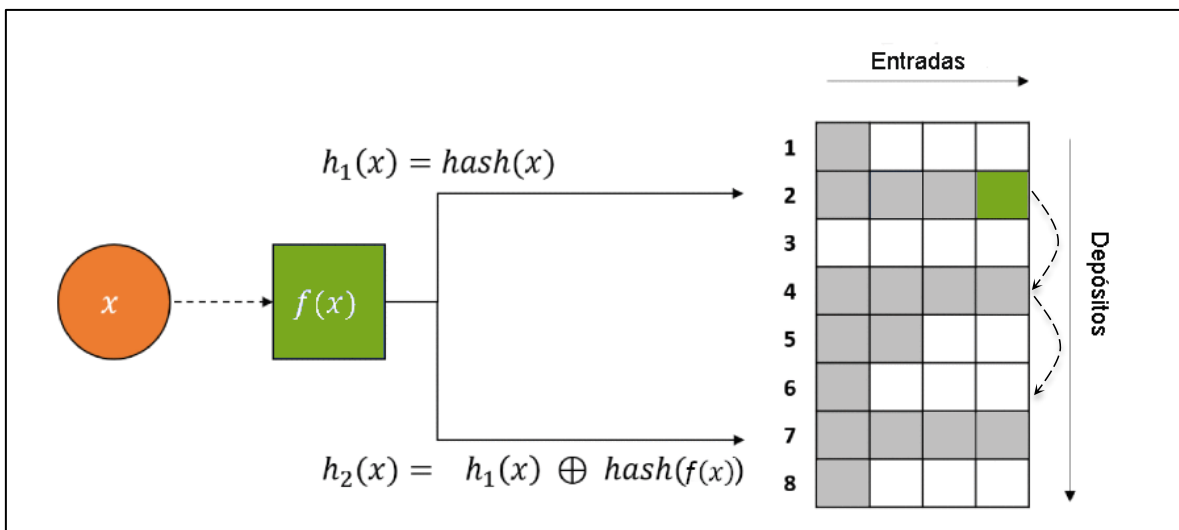 Entradas
h₁(x) = hash(x)
x
f(x)
h₂(x) = h₁(x) ⊕ hash(f(x))
1
2
3
4
5
6
7
8
Depósitos